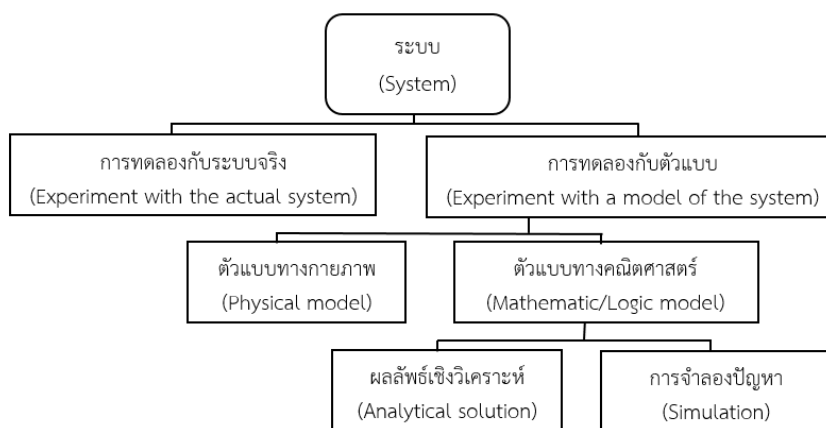 ระบบ
(System)
การทดลองกับระบบจริง
(Experiment with the actual system)
การทดลองกับตัวแบบ
(Experiment with a model of the system)
ตัวแบบทางกายภาพ
(Physical model)
ตัวแบบทางคณิตศาสตร์
(Mathematic/Logic model)
ผลลัพธ์เชิงวิเคราะห์
(Analytical solution)
การจำลองปัญหา
(Simulation)